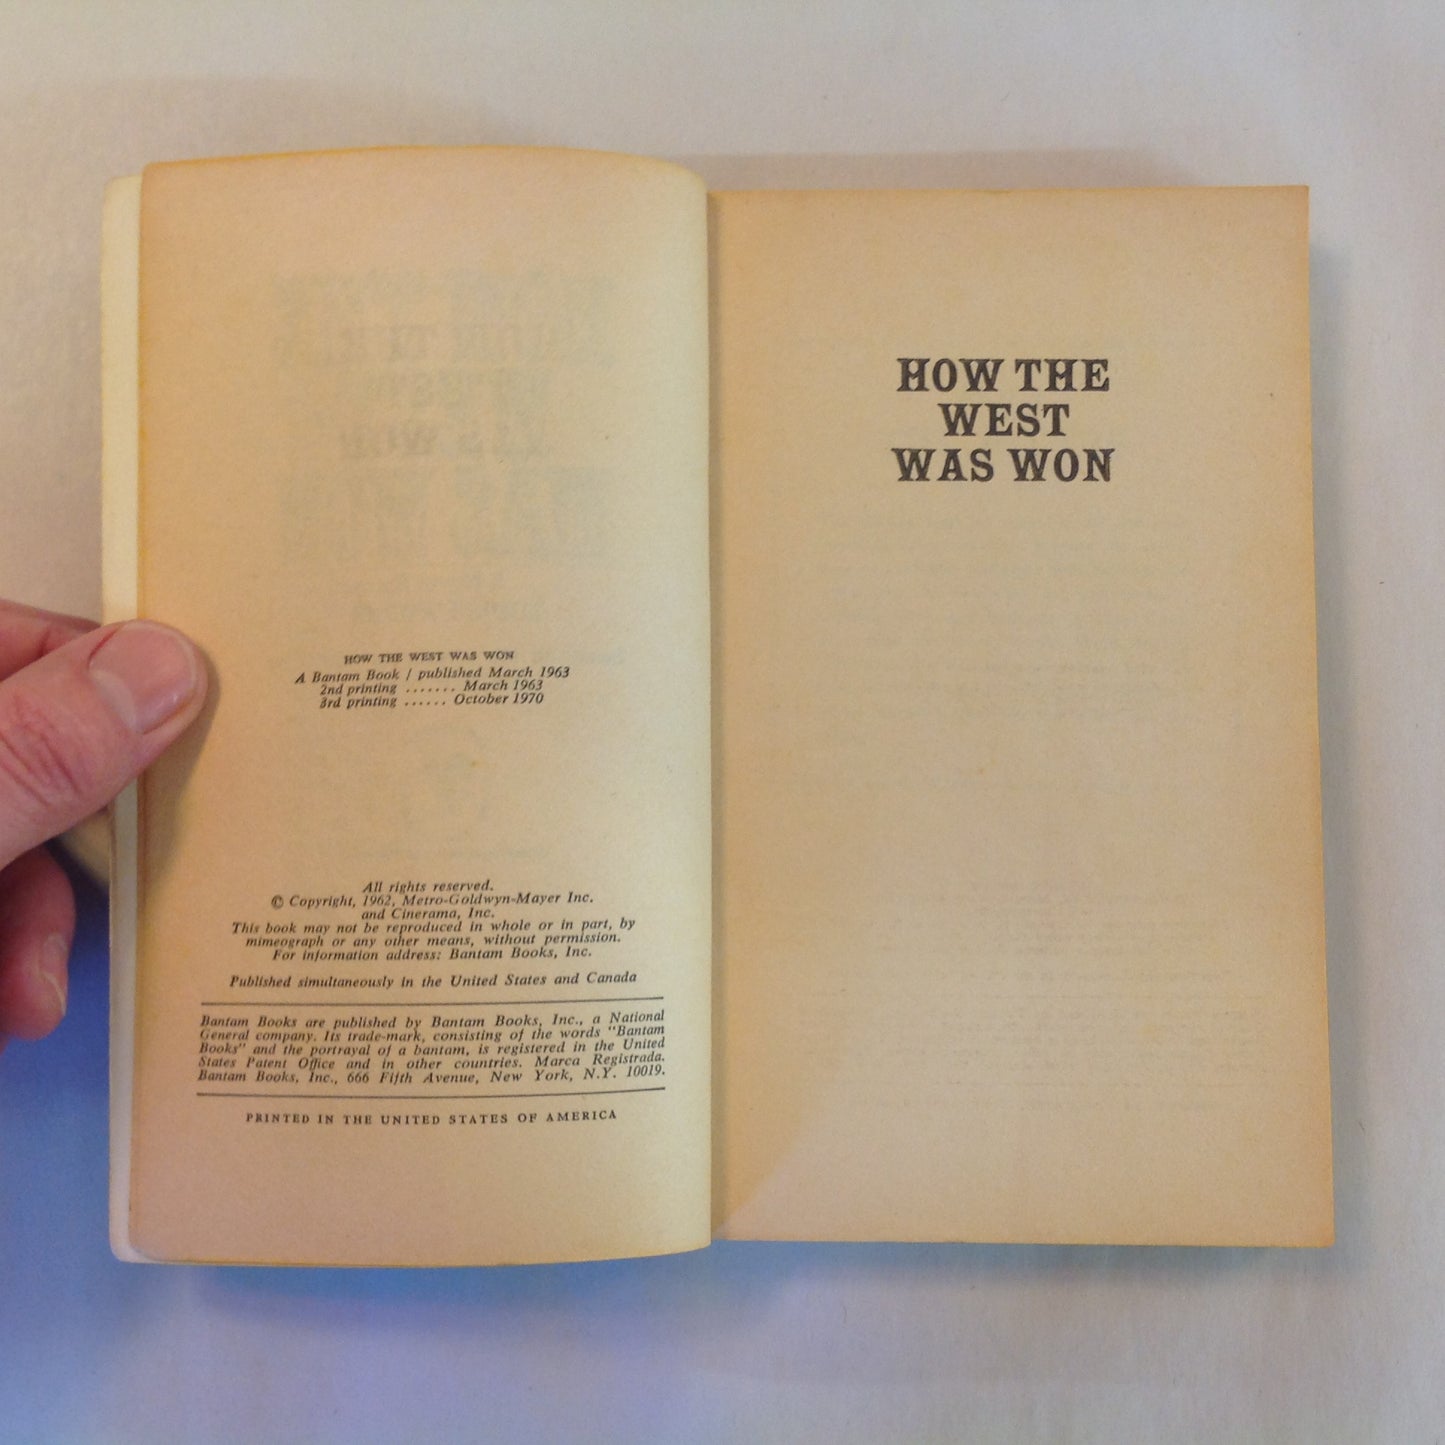 HOW THE WEST WAS WON
A Bantam Book / published March 1963
2nd printing ....... March 1963
3rd printing ...... October 1970
All rights reserved.
© Copyright, 1962, Metro-Goldwyn-Mayer Inc.
and Cinerama, Inc.
This book may not be reproduced in whole or in part, by
mimeograph or any other means, without permission.
For information address: Bantam Books, Inc.
Published simultaneously in the United States and Canada
Bantam Books are published by Bantam Books, Inc., a National
General company. Its trade-mark, consisting of the words "Bantam
Books" and the portrayal of a bantam, is registered in the United
States Patent Office and in other countries. Marca Registrada.
Bantam Books, Inc., 666 Fifth Avenue, New York, N.Y. 10019.
PRINTED IN THE UNITED STATES OF AMERICA
HOW THE
WEST
WAS WON